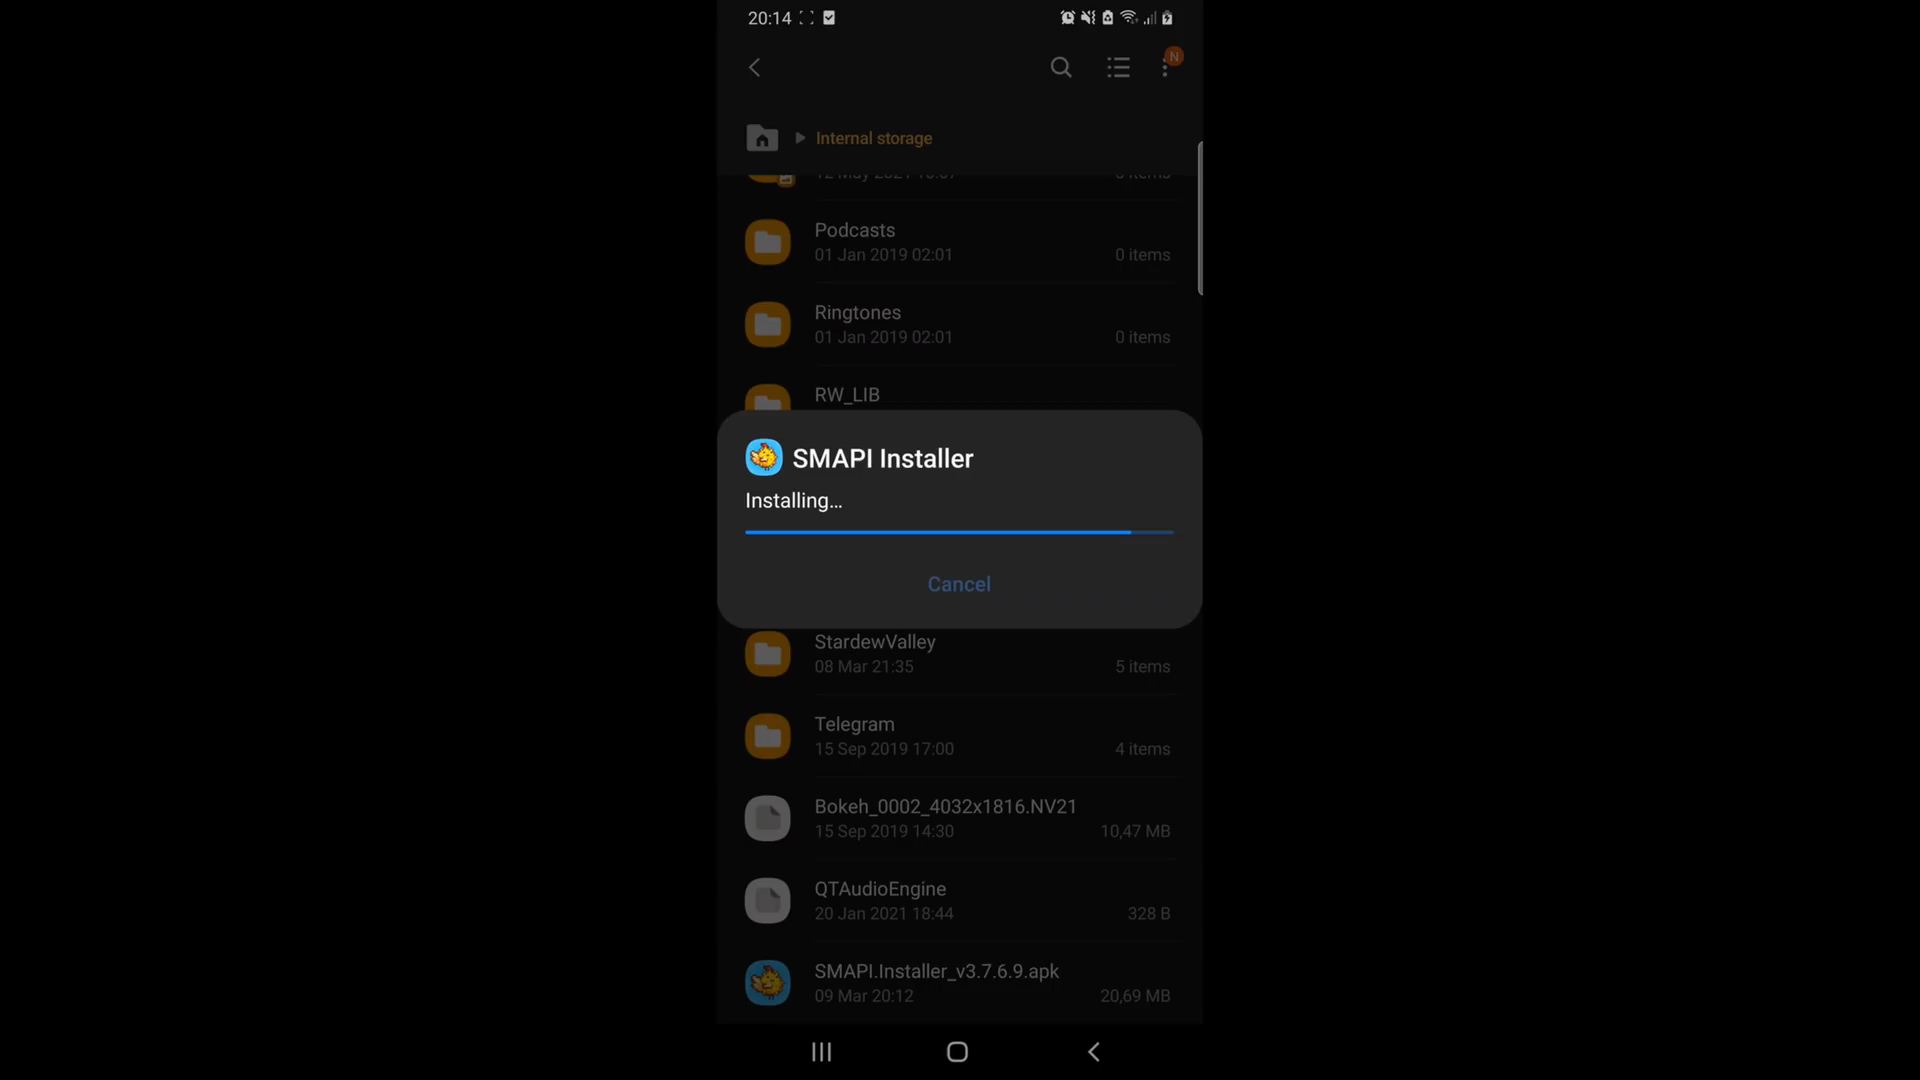 20:14
N
Internal storage
Podcasts
01 Jan 2019 02:01 0 items
Ringtones
01 Jan 2019 02:01 0 items
RW_LIB
SMAPI Installer
Installing...
Cancel
StardewValley
08 Mar 21:35 5 items
Telegram
15 Sep 2019 17:00 4 items
Bokeh_0002_4032x1816.NV21
15 Sep 2019 14:30 10,47 MB
QTAudioEngine
20 Jan 2021 18:44 328 B
SMAPI.Installer_v3.7.6.9.apk
09 Mar 20:12 20,69 MB